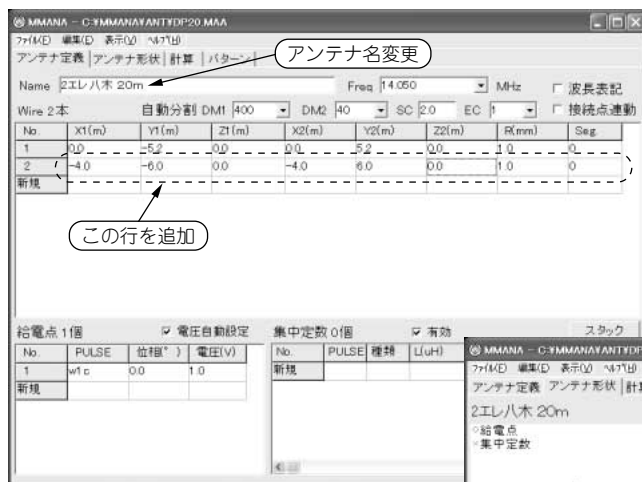 MMANA - C:¥MMANA¥ANT¥DP20.MAA
ファイル(F) 編集(E) 表示(V) ヘルプ(H)
アンテナ定義 アンテナ形状 計算 パターン
アンテナ名変更
Name 2エレ八木 20m Freq 14.050 MHz 波長表記
Wire 2本 自動分割 DM1 400 DM2 40 SC 2.0 EC 1 接続点連動
No. X1(m) Y1(m) Z1(m) X2(m) Y2(m) Z2(m) R(mm) Seg.
1 0.0 -5.2 0.0 0.0 5.2 0.0 1.0 0
2 -4.0 -6.0 0.0 -4.0 6.0 0.0 1.0 0
新規
この行を追加
給電点 1個 電圧自動設定 集中定数 0個 有効 スタック
No. PULSE 位相(°) 電圧(V)
1 w1c 0.0 1.0
新規
No. PULSE 種類 L(uH)
新規
MMANA - C:¥MMANA¥ANT¥DP
ファイル(F) 編集(E) 表示(V) ヘルプ(H)
アンテナ定義 アンテナ形状 計算
2エレ八木 20m
○給電点
集中定数